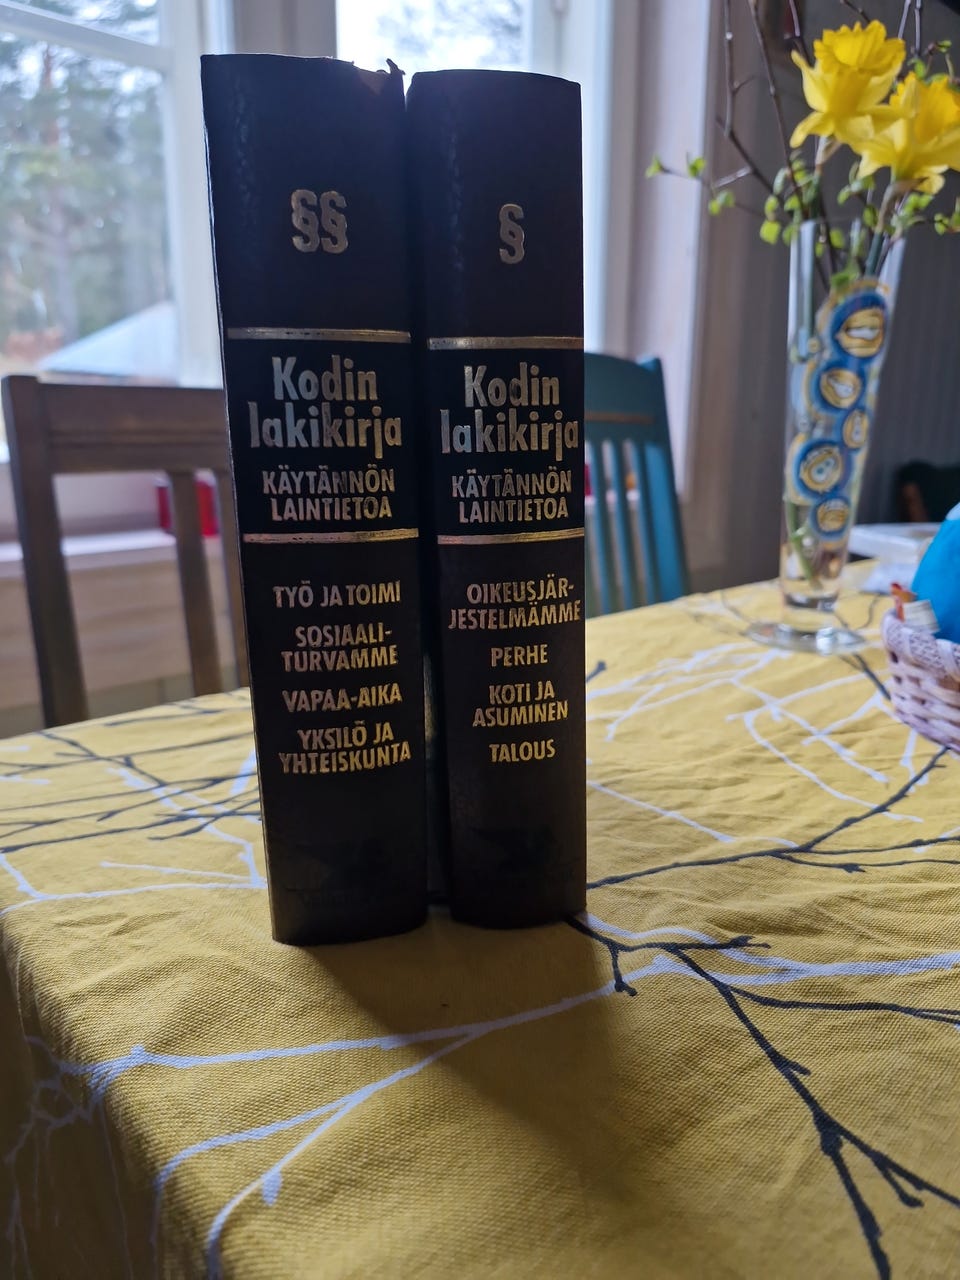 §§
Kodin
lakikirja
KÄYTÄNNÖN
LAINTIETOA
TYÖ JA TOIMI
SOSIAALI-
TURVAMME
VAPAA-AIKA
YKSILÖ JA
YHTEISKUNTA
§
Kodin
lakikirja
KÄYTÄNNÖN
LAINTIETOA
OIKEUSJÄR-
JESTELMÄMME
PERHE
KOTI JA
ASUMINEN
TALOUS